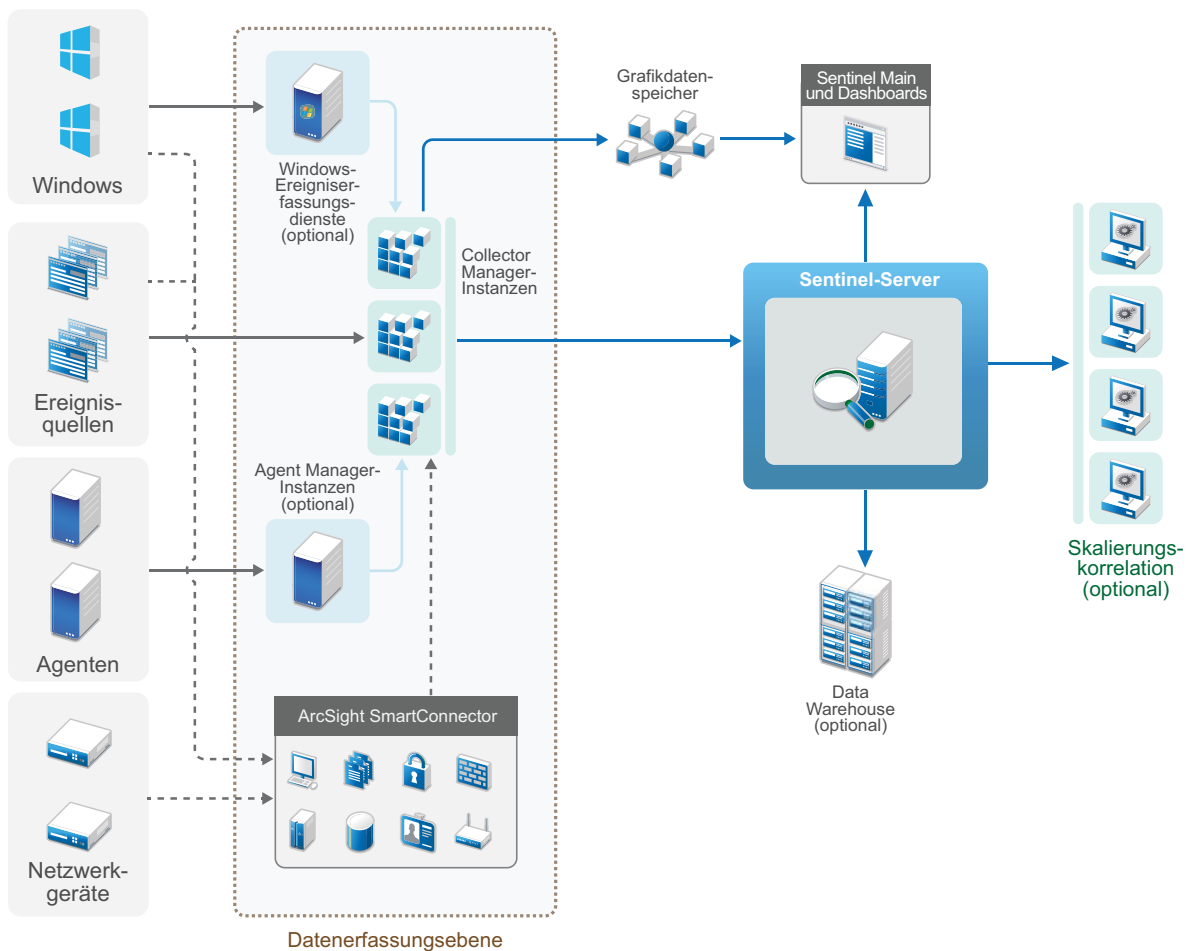 Windows
Ereignis-
quellen
Agenten
Netzwerk-
geräte
Windows-
Ereigniser-
fassungs-
dienste
(optional)
Collector
Manager-
Instanzen
Agent Manager-
Instanzen
(optional)
ArcSight SmartConnector
Datenerfassungsebene
Grafikdaten-
speicher
Sentinel Main
und Dashboards
Sentinel-Server
Data
Warehouse
(optional)
Skalierungs-
korrelation
(optional)